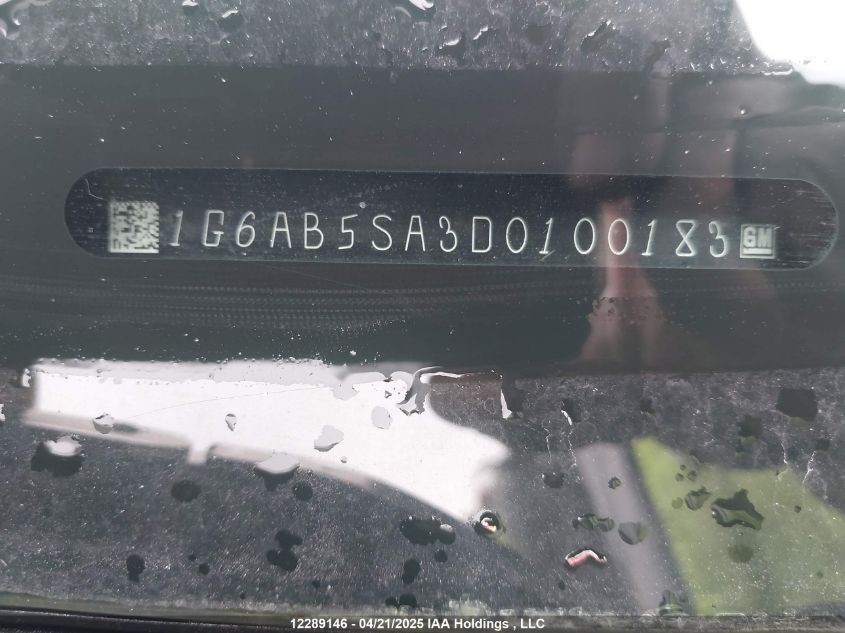 1G6AB5SA3D0100183 GM
12289146 - 04/21/2025 IAA Holdings , LLC